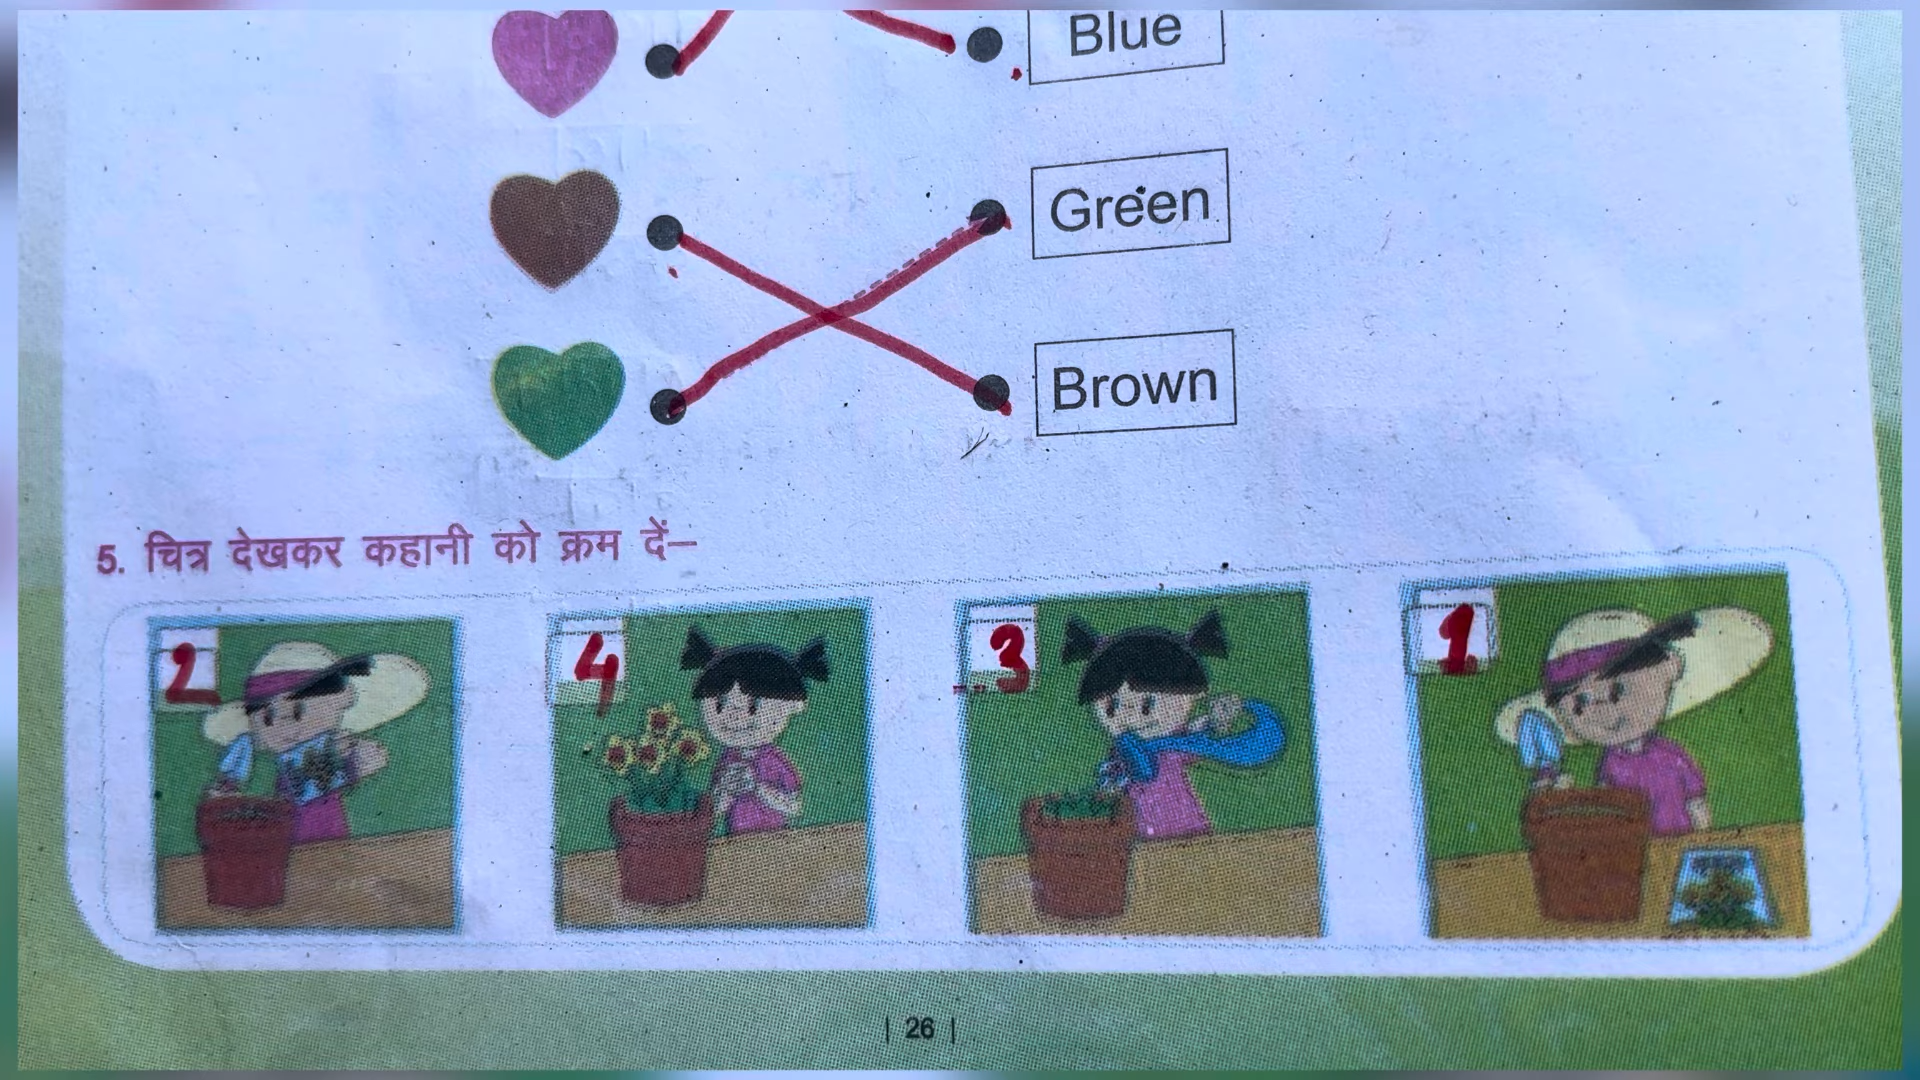 Blue
Green
Brown
5. चित्र देखकर कहानी को क्रम दें–
2 4 3 1
| 26 |